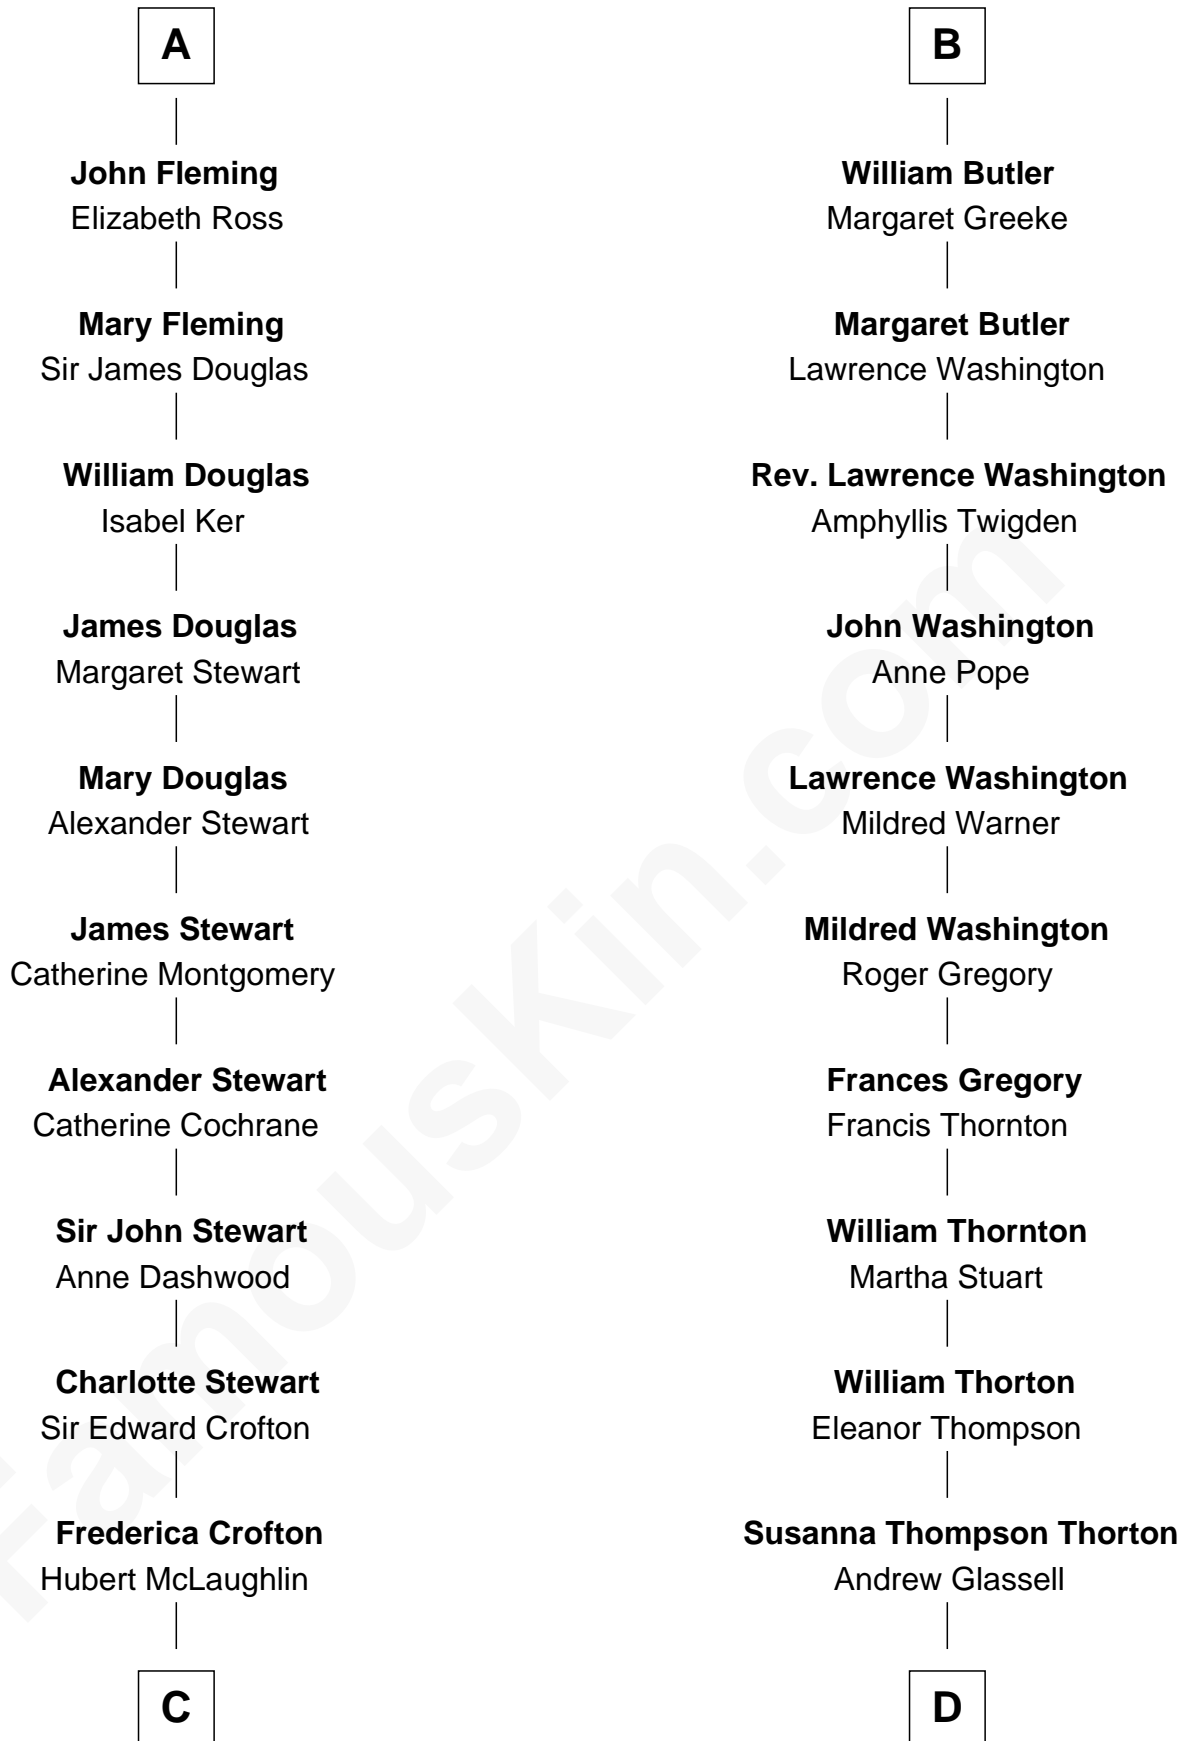 A
John Fleming
Elizabeth Ross
Mary Fleming
Sir James Douglas
William Douglas
Isabel Ker
James Douglas
Margaret Stewart
Mary Douglas
Alexander Stewart
James Stewart
Catherine Montgomery
Alexander Stewart
Catherine Cochrane
Sir John Stewart
Anne Dashwood
Charlotte Stewart
Sir Edward Crofton
Frederica Crofton
Hubert McLaughlin
C
B
William Butler
Margaret Greeke
Margaret Butler
Lawrence Washington
Rev. Lawrence Washington
Amphyllis Twigden
John Washington
Anne Pope
Lawrence Washington
Mildred Warner
Mildred Washington
Roger Gregory
Frances Gregory
Francis Thornton
William Thornton
Martha Stuart
William Thorton
Eleanor Thompson
Susanna Thompson Thorton
Andrew Glassell
D
FamousKin.com